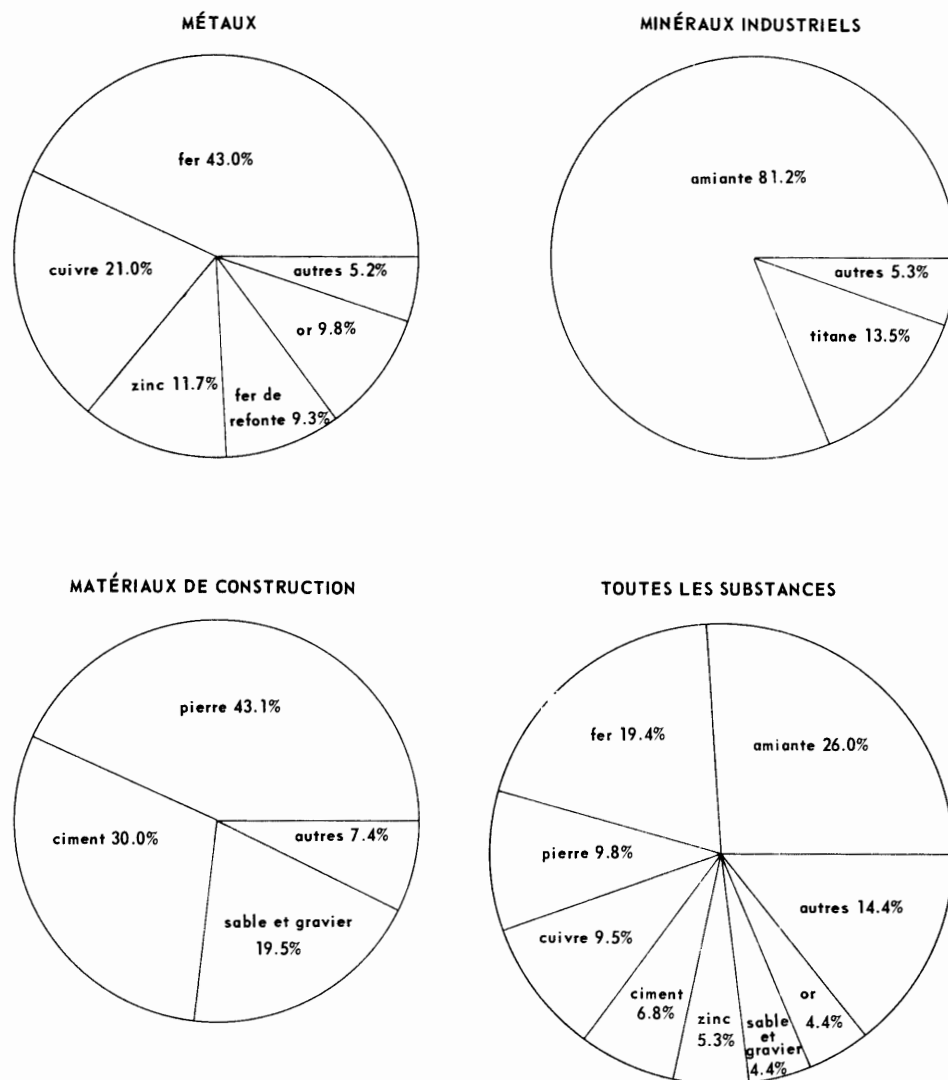 MÉTAUX
fer 43.0%
cuivre 21.0%
autres 5.2%
or 9.8%
zinc 11.7%
fer de
refonte 9.3%
MINÉRAUX INDUSTRIELS
amiante 81.2%
autres 5.3%
titane 13.5%
MATÉRIAUX DE CONSTRUCTION
pierre 43.1%
ciment 30.0%
autres 7.4%
sable et gravier
19.5%
TOUTES LES SUBSTANCES
fer 19.4%
amiante 26.0%
pierre 9.8%
autres 14.4%
cuivre 9.5%
ciment
6.8%
zinc
5.3%
sable
et
gravier
4.4%
or
4.4%